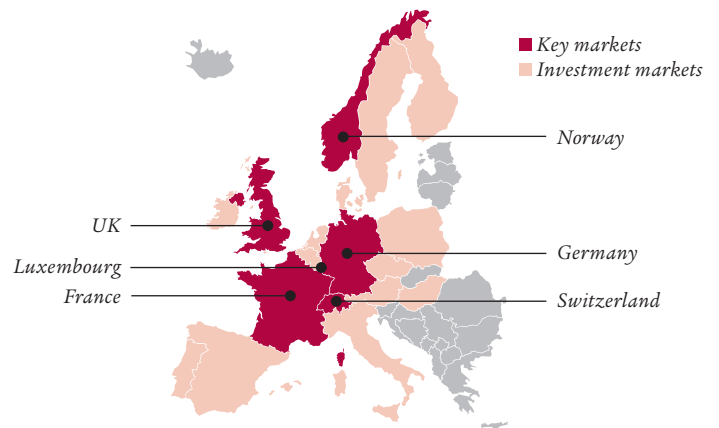 Key markets
Investment markets
Norway
UK
Germany
Luxembourg
France
Switzerland